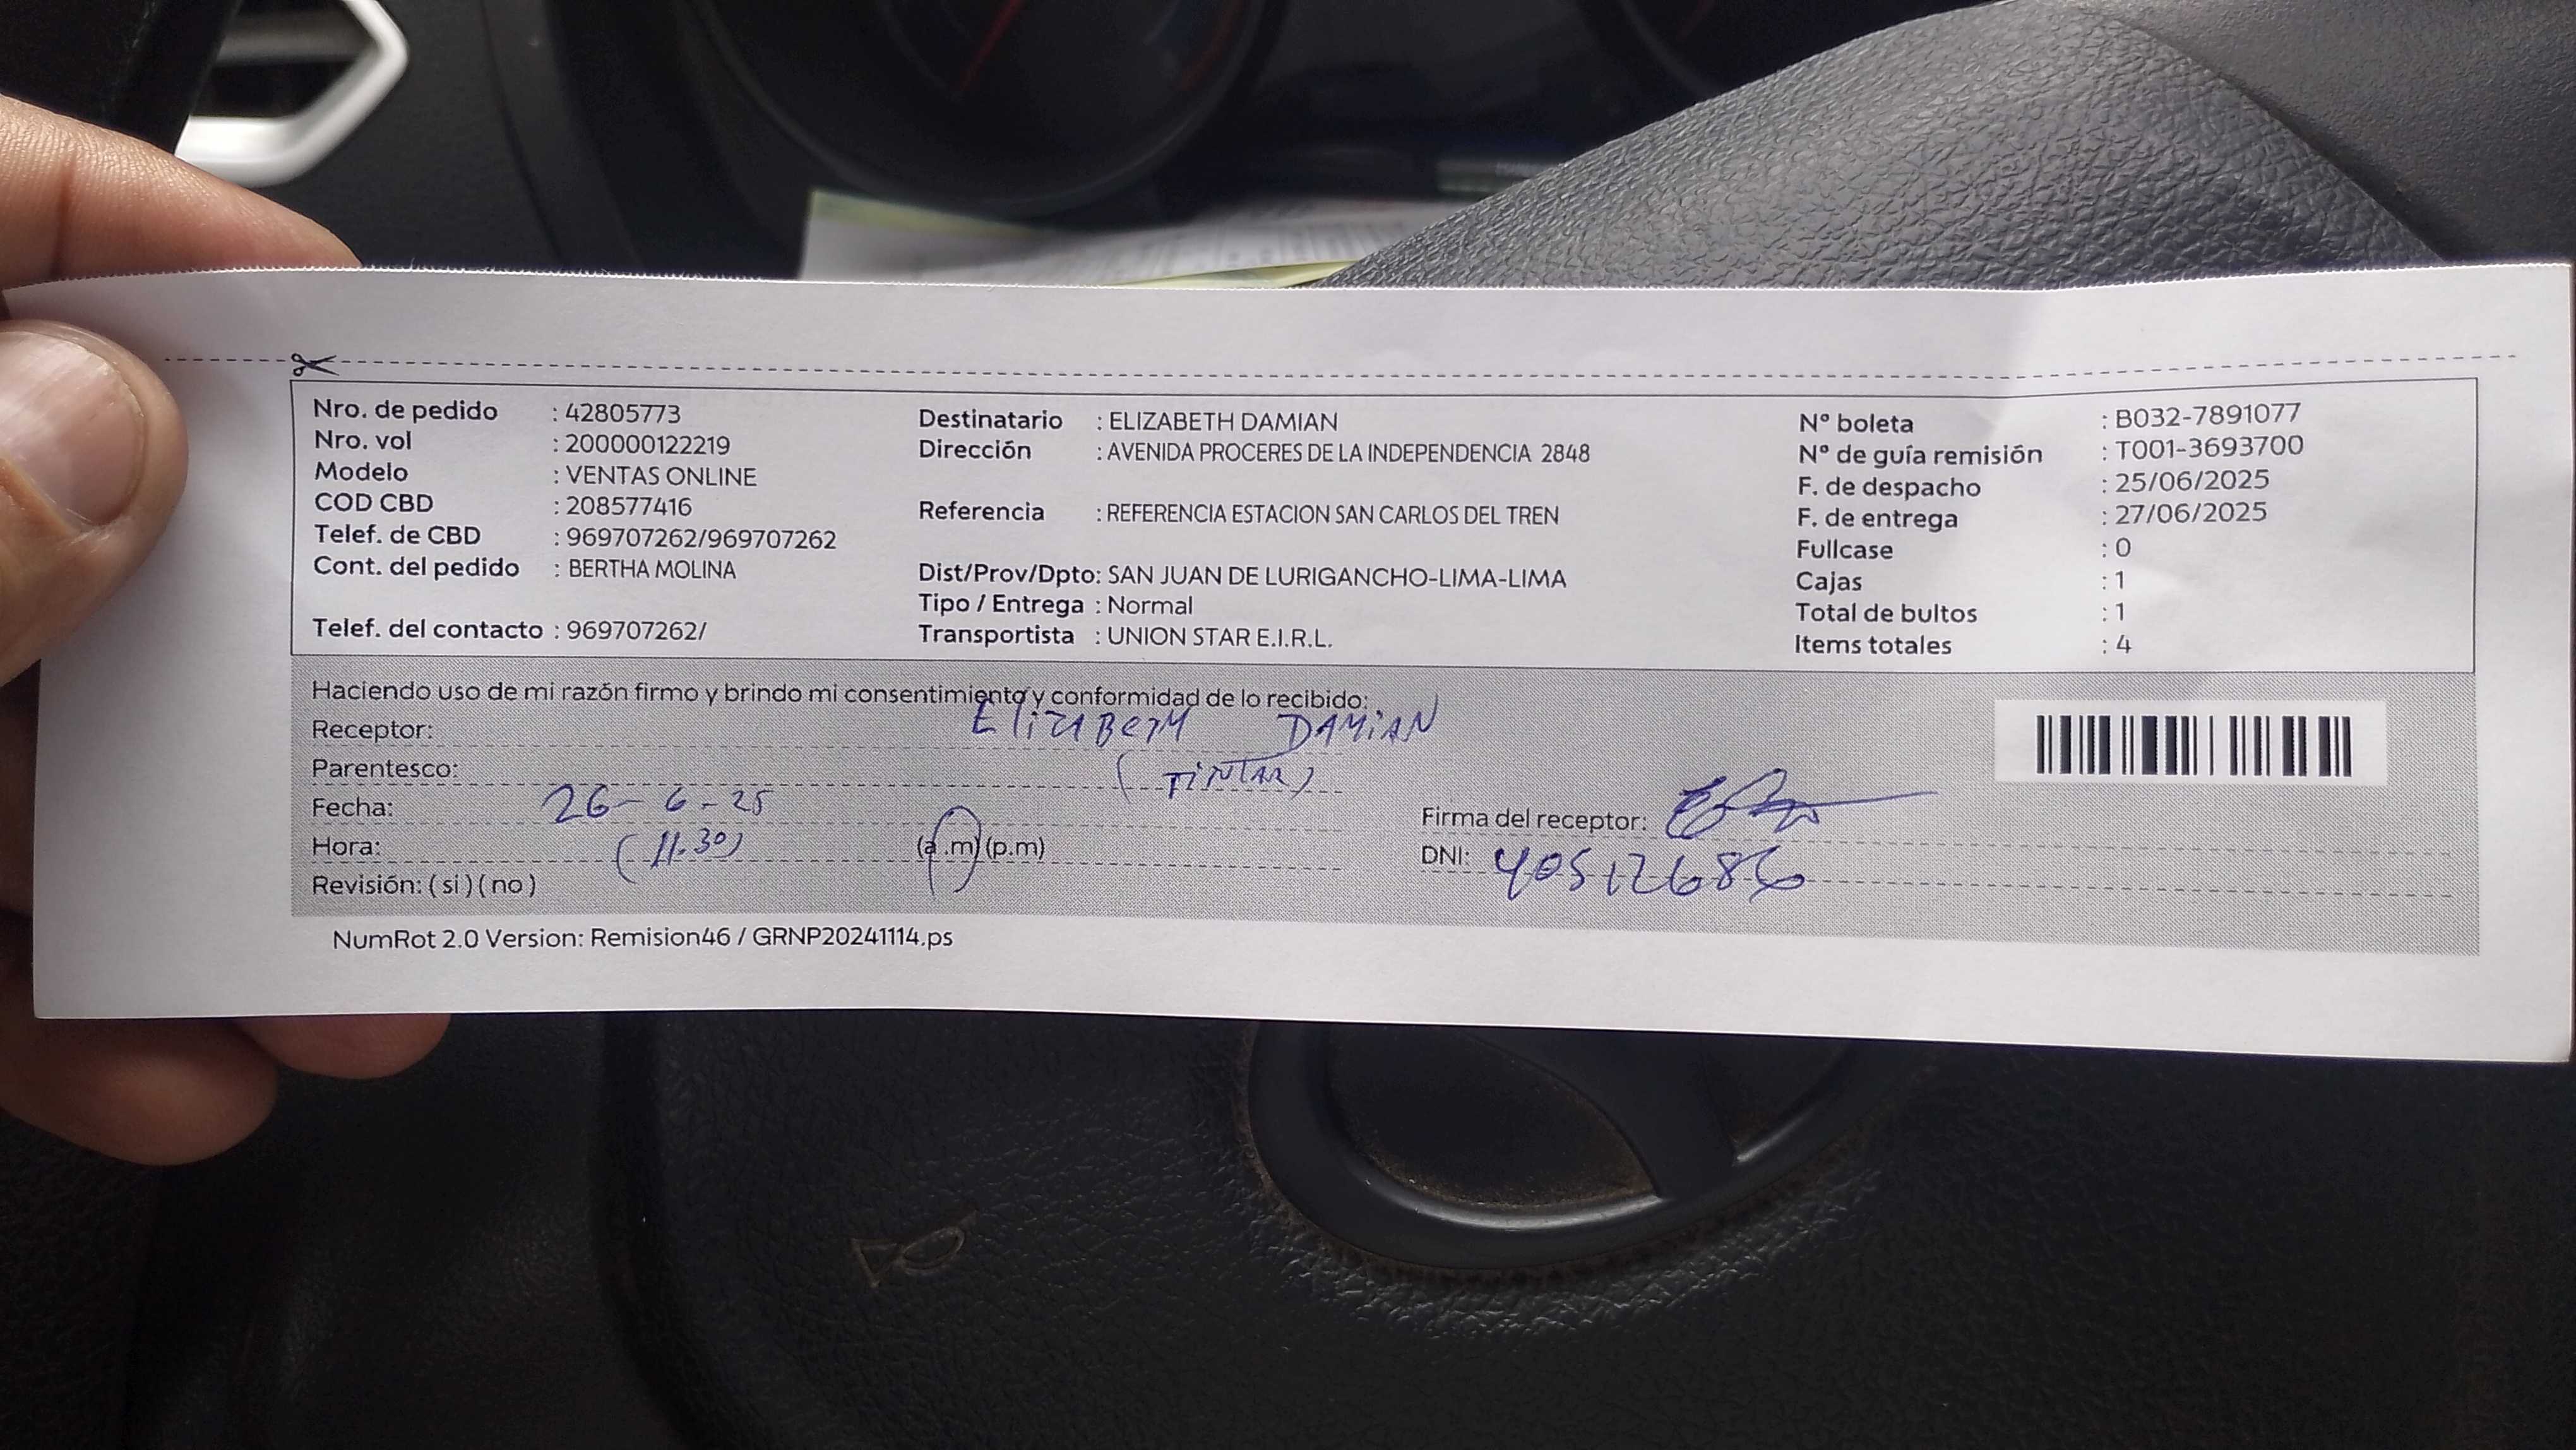 Nro. de pedido : 42805773
Nro. vol : 200000122219
Modelo : VENTAS ONLINE
COD CBD : 208577416
Telef. de CBD : 969707262/969707262
Cont. del pedido : BERTHA MOLINA
Telef. del contacto : 969707262/
Destinatario : ELIZABETH DAMIAN
Dirección : AVENIDA PROCERES DE LA INDEPENDENCIA 2848
Referencia : REFERENCIA ESTACION SAN CARLOS DEL TREN
Dist/Prov/Dpto: SAN JUAN DE LURIGANCHO-LIMA-LIMA
Tipo / Entrega : Normal
Transportista : UNION STAR E.I.R.L.
Nº boleta : B032-7891077
Nº de guía remisión : T001-3693700
F. de despacho : 25/06/2025
F. de entrega : 27/06/2025
Fullcase : 0
Cajas : 1
Total de bultos : 1
Items totales : 4
Haciendo uso de mi razón firmo y brindo mi consentimiento y conformidad de lo recibido:
Receptor: ElizABeTH DAMiAN
Parentesco: (TiNTAR)
Fecha: 26-6-25
Hora: (11.30) (a.m) (p.m)
Revisión: ( si ) ( no )
Firma del receptor:
DNI: 40512686
NumRot 2.0 Version: Remision46 / GRNP20241114.ps